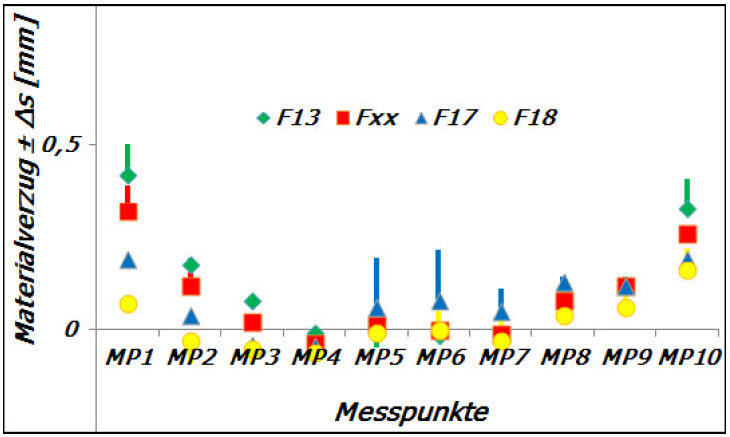 Materialverzug ± Δs [mm]
F13 Fxx F17 F18
0,5
0
MP1 MP2 MP3 MP4 MP5 MP6 MP7 MP8 MP9 MP10
Messpunkte